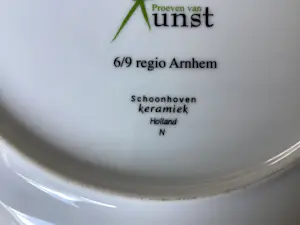 Proeven van
Kunst
6/9 regio Arnhem
Schoonhoven
keramiek
Holland
N